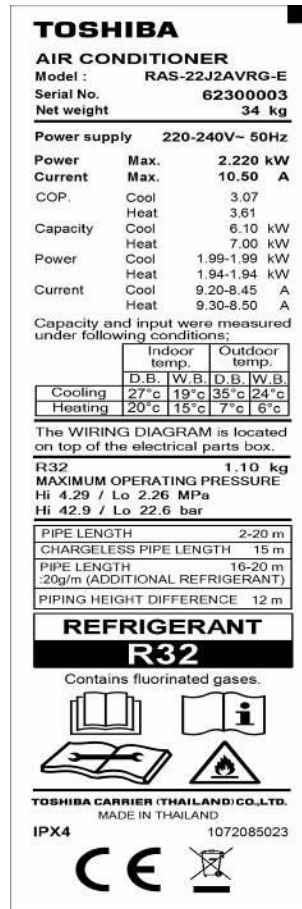 TOSHIBA
AIR CONDITIONER
Model : RAS-22J2AVRG-E
Serial No. 62300003
Net weight 34 kg
Power supply 220-240V~ 50Hz
Power Max. 2.220 kW
Current Max. 10.50 A
COP. Cool 3.07
Heat 3.61
Capacity Cool 6.10 kW
Heat 7.00 kW
Power Cool 1.99-1.99 kW
Heat 1.94-1.94 kW
Current Cool 9.20-8.45 A
Heat 9.30-8.50 A
Capacity and input were measured
under following conditions;
Indoor temp. Outdoor temp.
D.B. W.B. D.B. W.B.
Cooling 27°c 19°c 35°c 24°c
Heating 20°c 15°c 7°c 6°c
The WIRING DIAGRAM is located
on top of the electrical parts box.
R32 1.10 kg
MAXIMUM OPERATING PRESSURE
Hi 4.29 / Lo 2.26 MPa
Hi 42.9 / Lo 22.6 bar
PIPE LENGTH 2-20 m
CHARGELESS PIPE LENGTH 15 m
PIPE LENGTH 16-20 m
:20g/m (ADDITIONAL REFRIGERANT)
PIPING HEIGHT DIFFERENCE 12 m
REFRIGERANT
R32
Contains fluorinated gases.
i
TOSHIBA CARRIER (THAILAND) CO.,LTD.
MADE IN THAILAND
IPX4 1072085023
CE